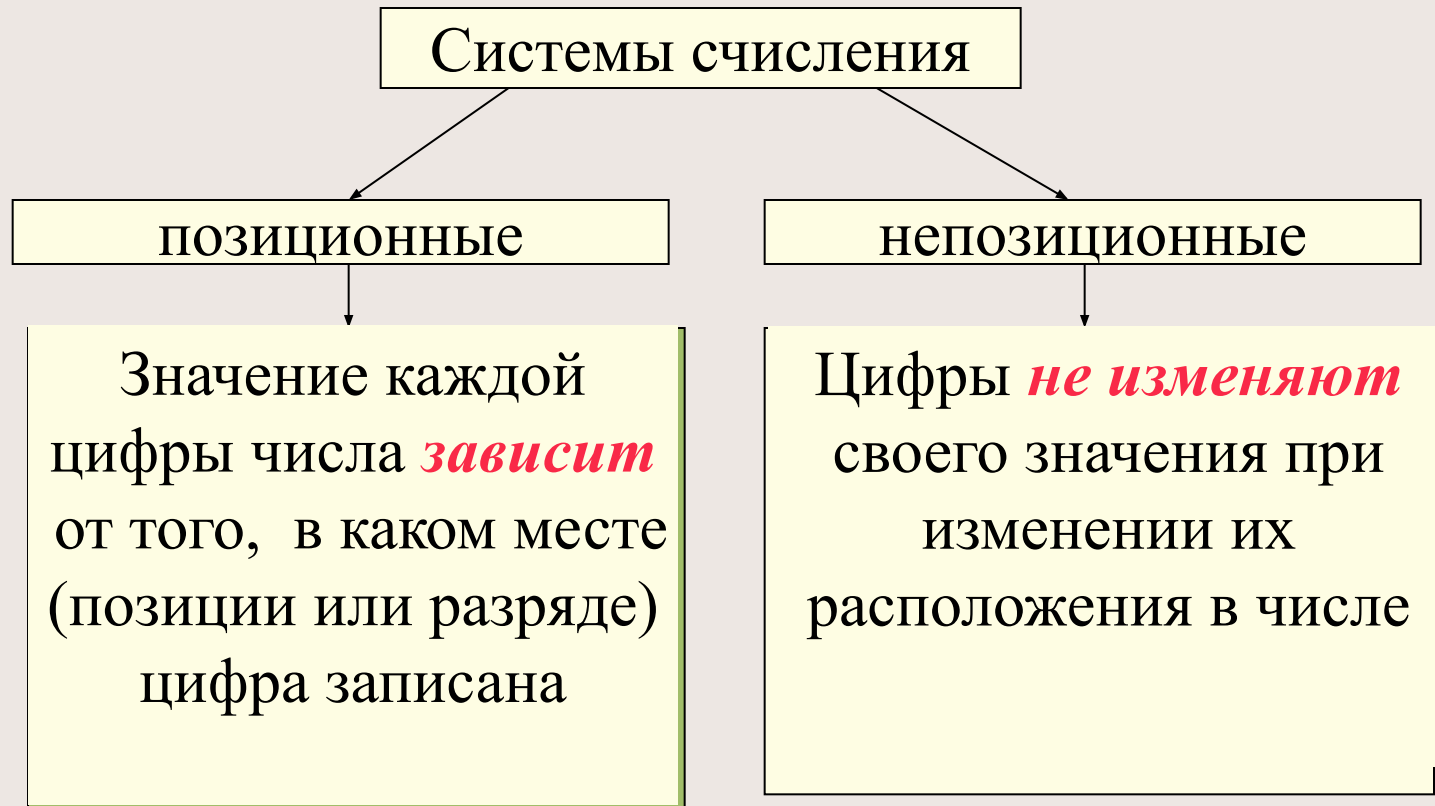 Системы счисления
позиционные
непозиционные
Значение каждой
цифры числа зависит
от того, в каком месте
(позиции или разряде)
цифра записана
Цифры не изменяют
своего значения при
изменении их
расположения в числе